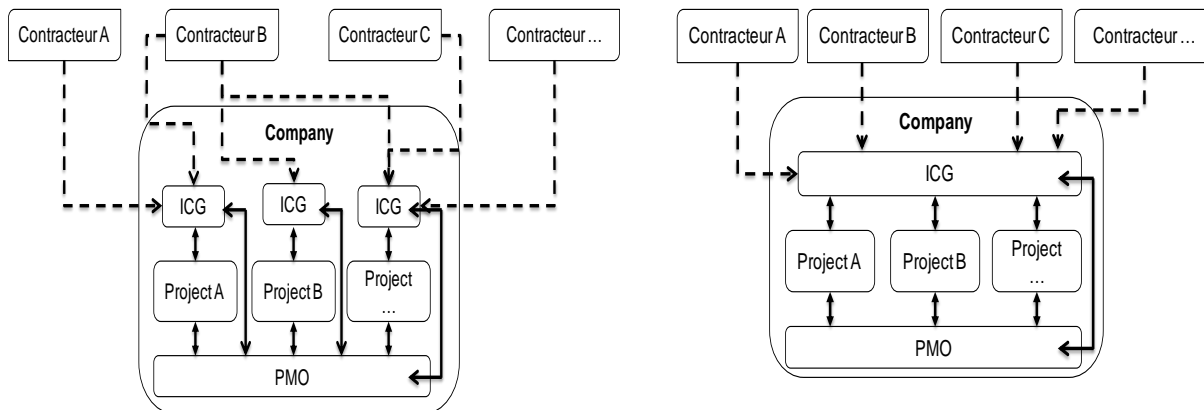 Contracteur A
Contracteur B
Contracteur C
Contracteur ...
Company
ICG
ICG
ICG
Project A
Project B
Project
...
PMO
Contracteur A
Contracteur B
Contracteur C
Contracteur ...
Company
ICG
Project A
Project B
Project
...
PMO